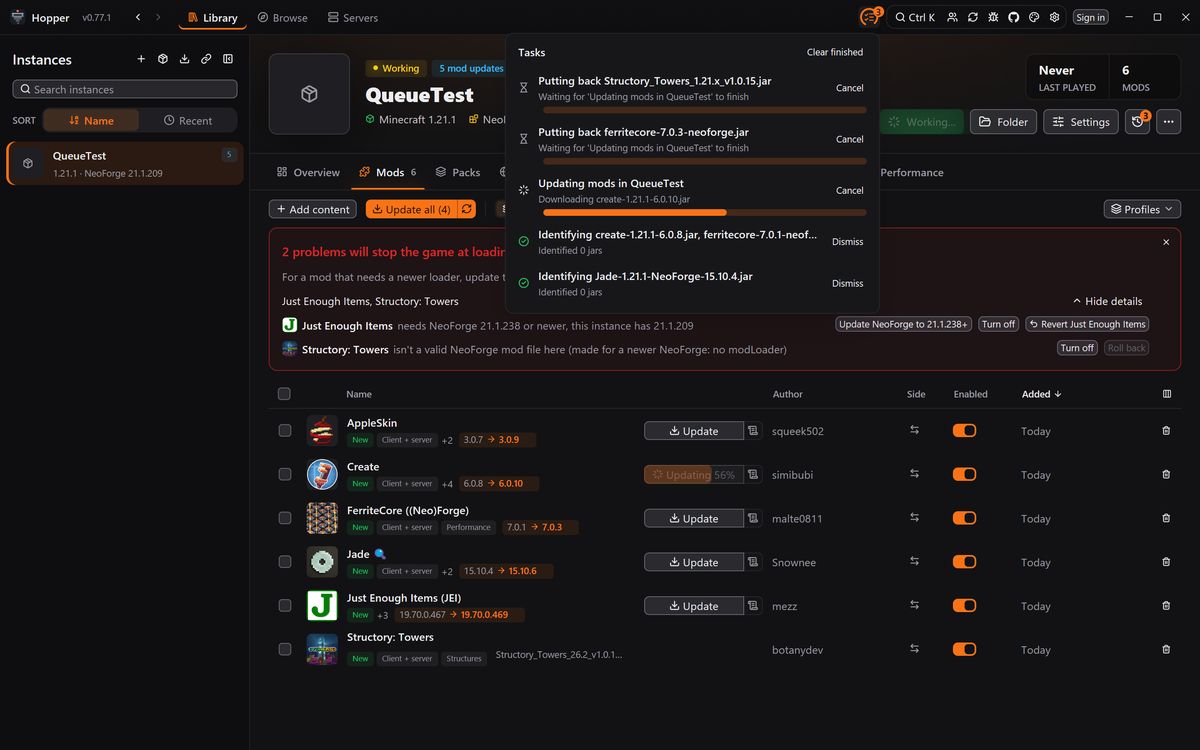 Hopper v0.77.1 Library Browse Servers 3 Ctrl K Sign in
Instances
Search instances
SORT Name Recent
QueueTest 5
1.21.1 · NeoForge 21.1.209
Working 5 mod updates
QueueTest
Minecraft 1.21.1
Never
LAST PLAYED
6
MODS
Working... Folder Settings 3
Overview Mods 6 Packs Performance
Add content Update all (4) Profiles
Tasks Clear finished
Putting back Structory_Towers_1.21.x_v1.0.15.jar
Waiting for 'Updating mods in QueueTest' to finish
Cancel
Putting back ferritecore-7.0.3-neoforge.jar
Waiting for 'Updating mods in QueueTest' to finish
Cancel
Updating mods in QueueTest
Downloading create-1.21.1-6.0.10.jar
Cancel
Identifying create-1.21.1-6.0.8.jar, ferritecore-7.0.1-neof...
Identified 0 jars
Dismiss
Identifying Jade-1.21.1-NeoForge-15.10.4.jar
Identified 0 jars
Dismiss
2 problems will stop the game at loadin
For a mod that needs a newer loader, update t
Just Enough Items, Structory: Towers Hide details
Just Enough Items needs NeoForge 21.1.238 or newer, this instance has 21.1.209 Update NeoForge to 21.1.238+ Turn off Revert Just Enough Items
Structory: Towers isn't a valid NeoForge mod file here (made for a newer NeoForge: no modLoader) Turn off Roll back
Name Author Side Enabled Added
AppleSkin
New Client + server +2 3.0.7 → 3.0.9
Update squeek502 Today
Create
New Client + server +4 6.0.8 → 6.0.10
Updating 56% simibubi Today
FerriteCore ((Neo)Forge)
New Client + server Performance 7.0.1 → 7.0.3
Update malte0811 Today
Jade
New Client + server +2 15.10.4 → 15.10.6
Update Snownee Today
Just Enough Items (JEI)
New +3 19.70.0.467 → 19.70.0.469
Update mezz Today
Structory: Towers
New Client + server Structures Structory_Towers_26.2_v1.0.1...
botanydev Today